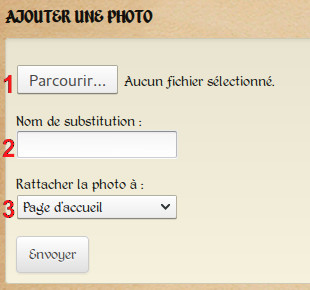 AJOUTER UNE PHOTO
1 Parcourir... Aucun fichier sélectionné.
Nom de substitution :
2
Rattacher la photo à :
3 Page d'accueil
Envoyer